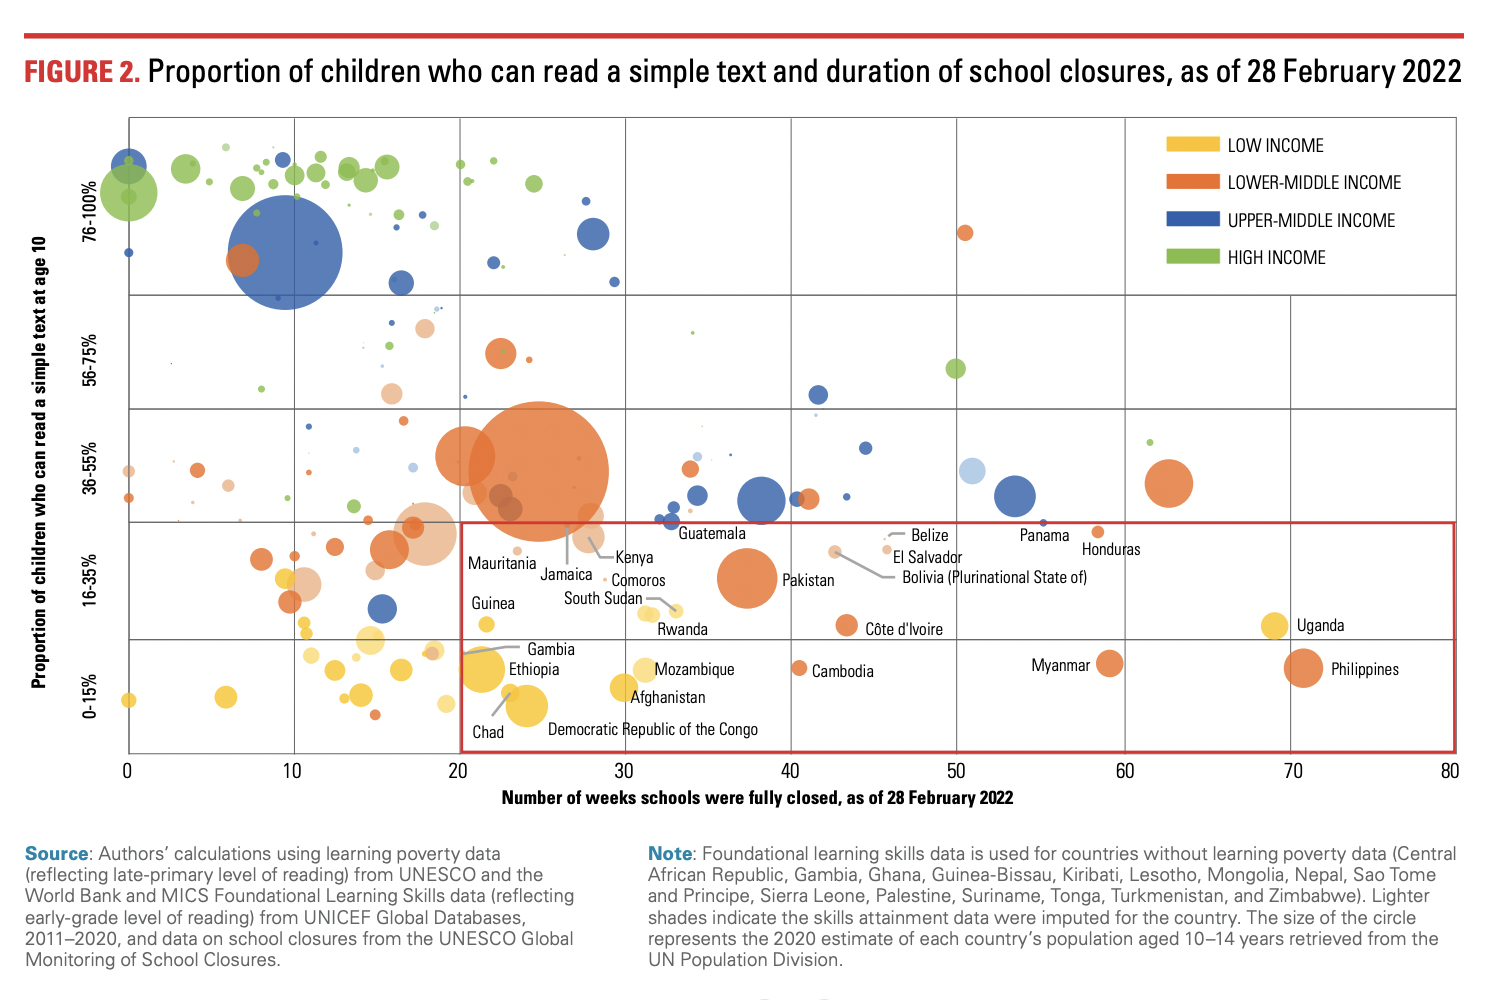 FIGURE 2. Proportion of children who can read a simple text and duration of school closures, as of 28 February 2022
Proportion of children who can read a simple text at age 10
76-100%
56-75%
36-55%
16-35%
0-15%
LOW INCOME
LOWER-MIDDLE INCOME
UPPER-MIDDLE INCOME
HIGH INCOME
Guatemala
Belize
Panama
Honduras
Mauritania
Kenya
El Salvador
Jamaica
Comoros
Pakistan
Bolivia (Plurinational State of)
South Sudan
Guinea
Rwanda
Côte d'Ivoire
Uganda
Gambia
Ethiopia
Mozambique
Cambodia
Myanmar
Philippines
Afghanistan
Chad
Democratic Republic of the Congo
0 10 20 30 40 50 60 70 80
Number of weeks schools were fully closed, as of 28 February 2022
Source: Authors’ calculations using learning poverty data
(reflecting late-primary level of reading) from UNESCO and the
World Bank and MICS Foundational Learning Skills data (reflecting
early-grade level of reading) from UNICEF Global Databases,
2011–2020, and data on school closures from the UNESCO Global
Monitoring of School Closures.
Note: Foundational learning skills data is used for countries without learning poverty data (Central
African Republic, Gambia, Ghana, Guinea-Bissau, Kiribati, Lesotho, Mongolia, Nepal, Sao Tome
and Principe, Sierra Leone, Palestine, Suriname, Tonga, Turkmenistan, and Zimbabwe). Lighter
shades indicate the skills attainment data were imputed for the country. The size of the circle
represents the 2020 estimate of each country’s population aged 10–14 years retrieved from the
UN Population Division.